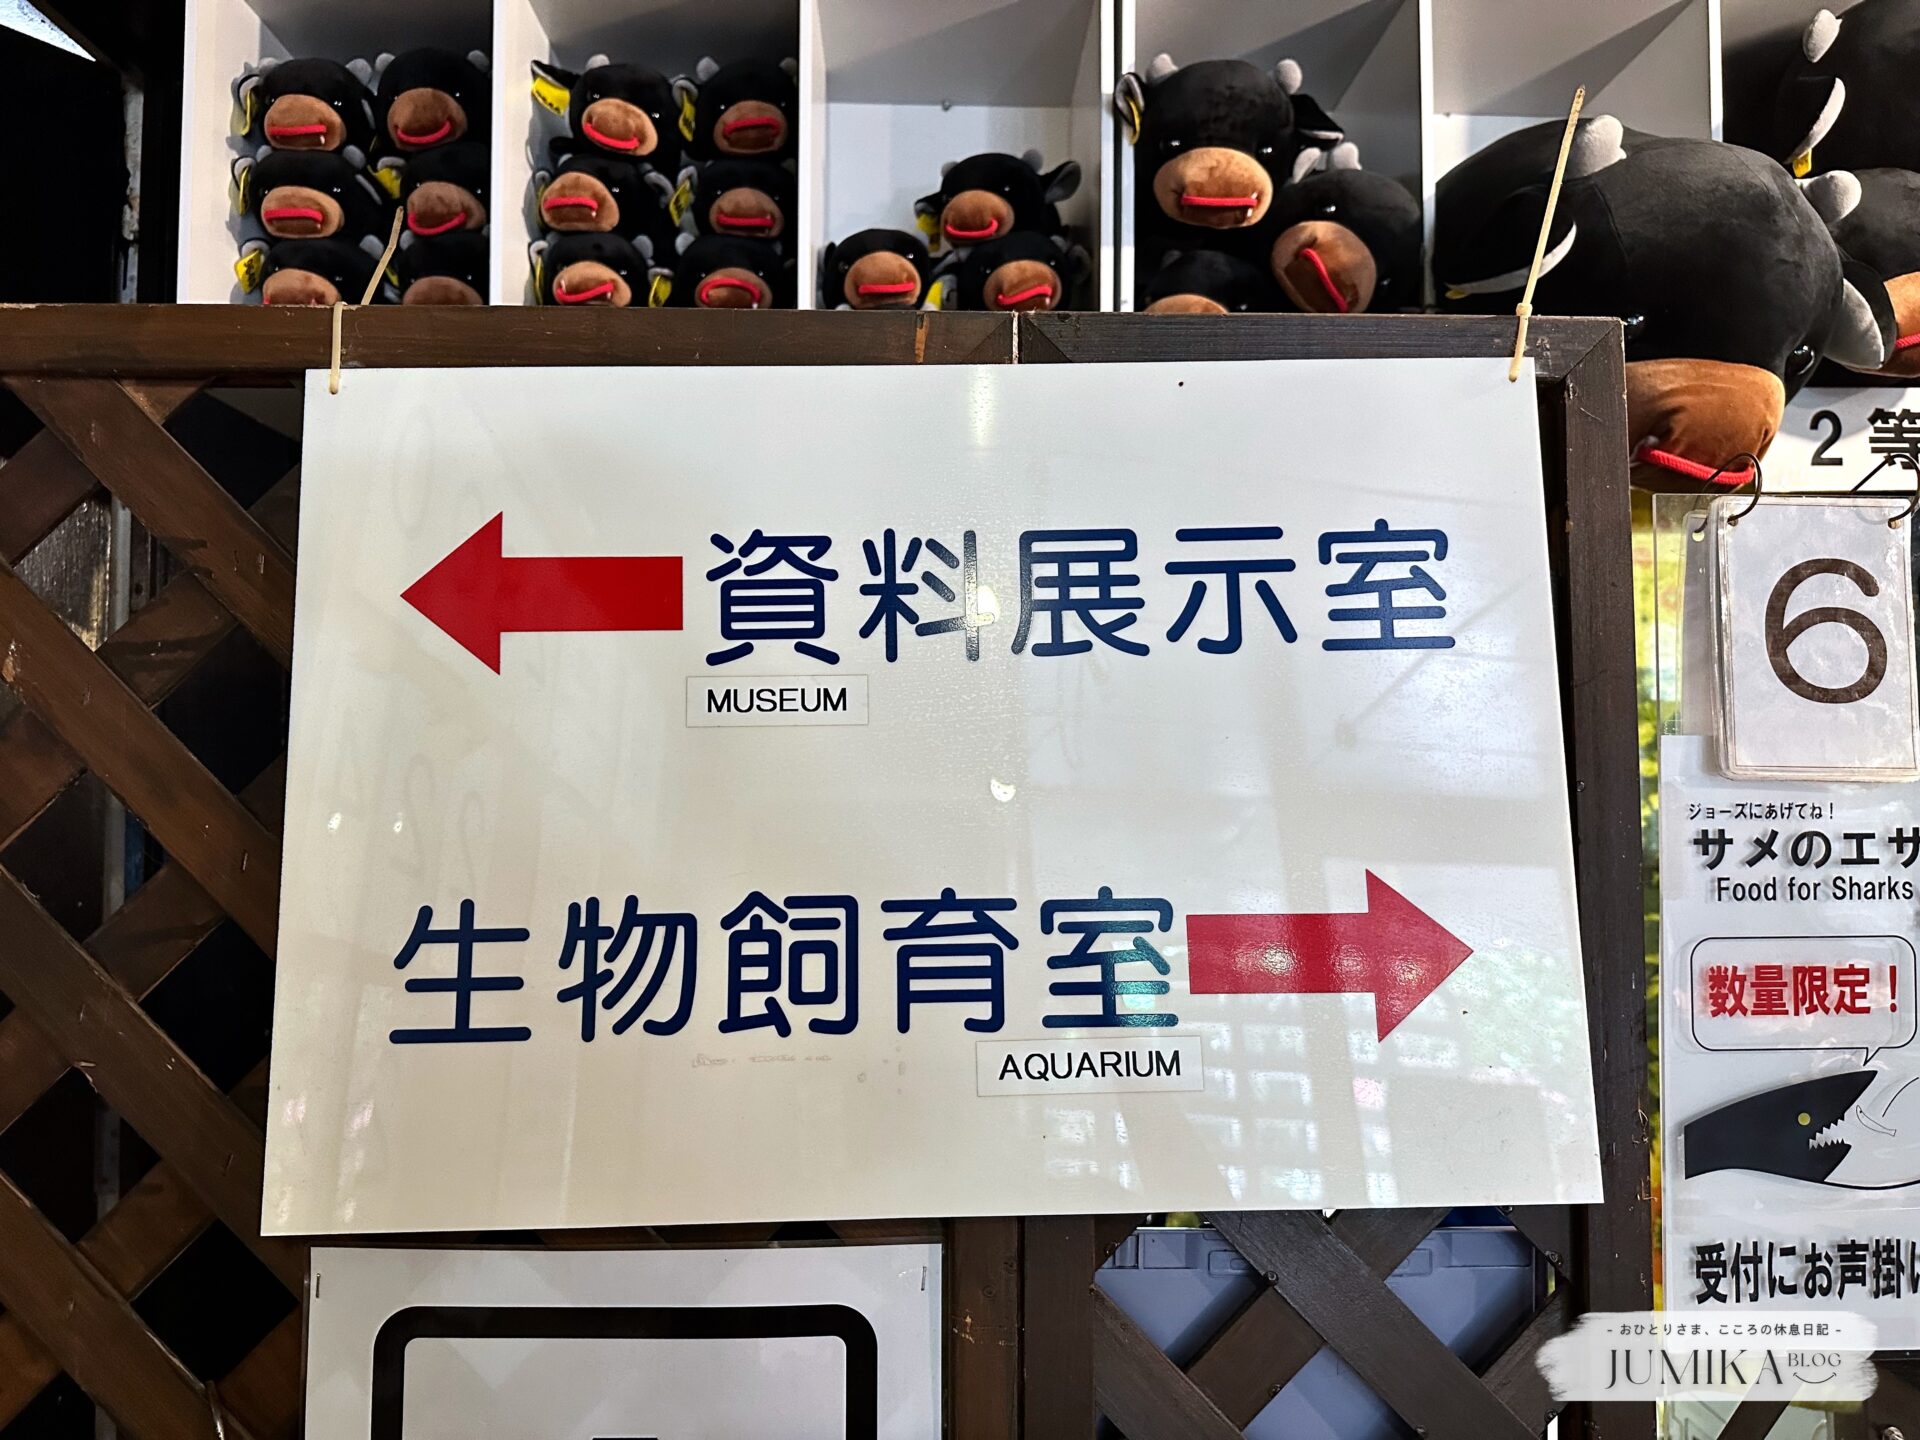 資料展示室
MUSEUM
生物飼育室
AQUARIUM
2等
6
ジョーズにあげてね!
サメのエサ
Food for Sharks
数量限定!
受付にお声掛け
- おひとりさま、こころの休息日記 -
JUMIKA BLOG